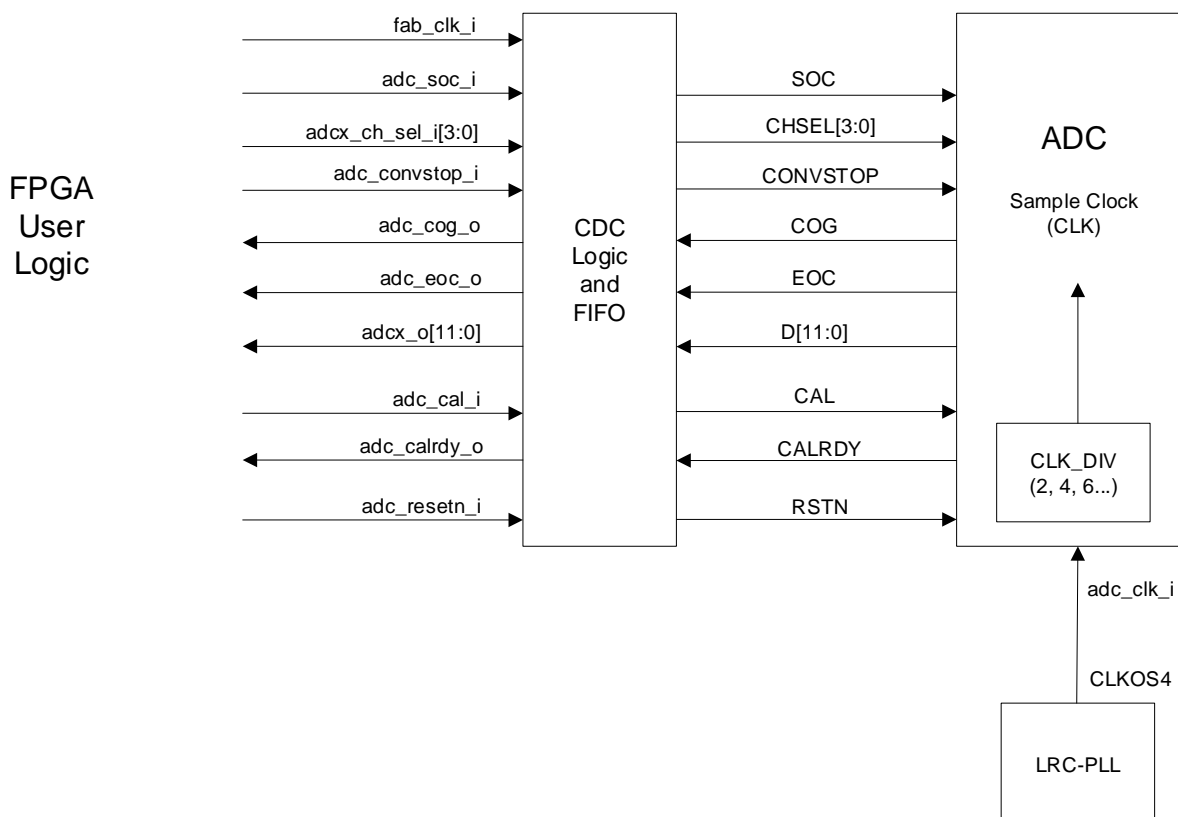 fab_clk_i
adc_soc_i
adcx_ch_sel_i[3:0]
adc_convstop_i
adc_cog_o
adc_eoc_o
adcx_o[11:0]
adc_cal_i
adc_calrdy_o
adc_resetn_i
FPGA
User
Logic
CDC
Logic
and
FIFO
SOC
CHSEL[3:0]
CONVSTOP
COG
EOC
D[11:0]
CAL
CALRDY
RSTN
ADC
Sample Clock
(CLK)
CLK_DIV
(2, 4, 6...)
adc_clk_i
CLKOS4
LRC-PLL